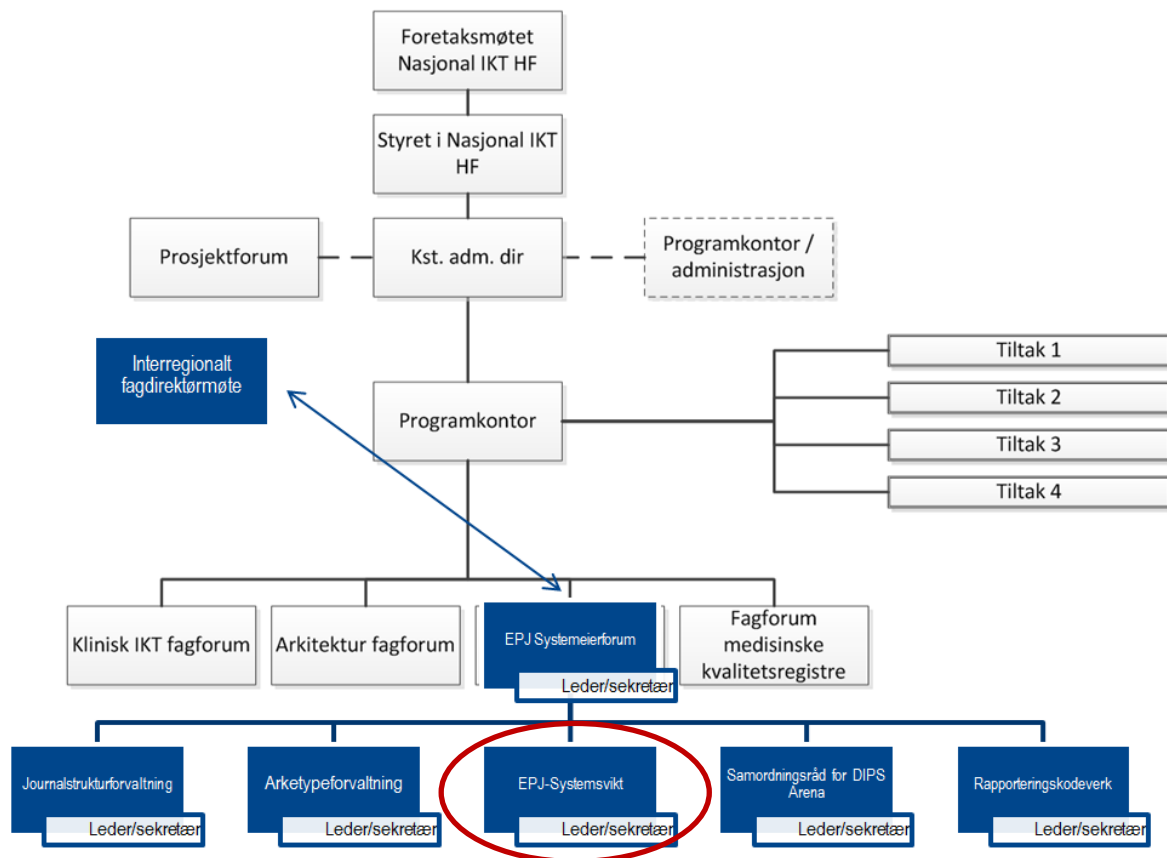 Foretaksmøtet
Nasjonal IKT HF
Styret i Nasjonal IKT
HF
Prosjektforum
Kst. adm. dir
Programkontor /
administrasjon
Interregionalt
fagdirektørmøte
Programkontor
Tiltak 1
Tiltak 2
Tiltak 3
Tiltak 4
Klinisk IKT fagforum
Arkitektur fagforum
EPJ Systemeierforum
Leder/sekretær
Fagforum
medisinske
kvalitetsregistre
Journalstrukturforvaltning
Leder/sekretær
Arketypeforvaltning
Leder/sekretær
EPJ-Systemsvikt
Leder/sekretær
Samordningsråd for DIPS
Arena
Leder/sekretær
Rapporteringskodeverk
Leder/sekretær